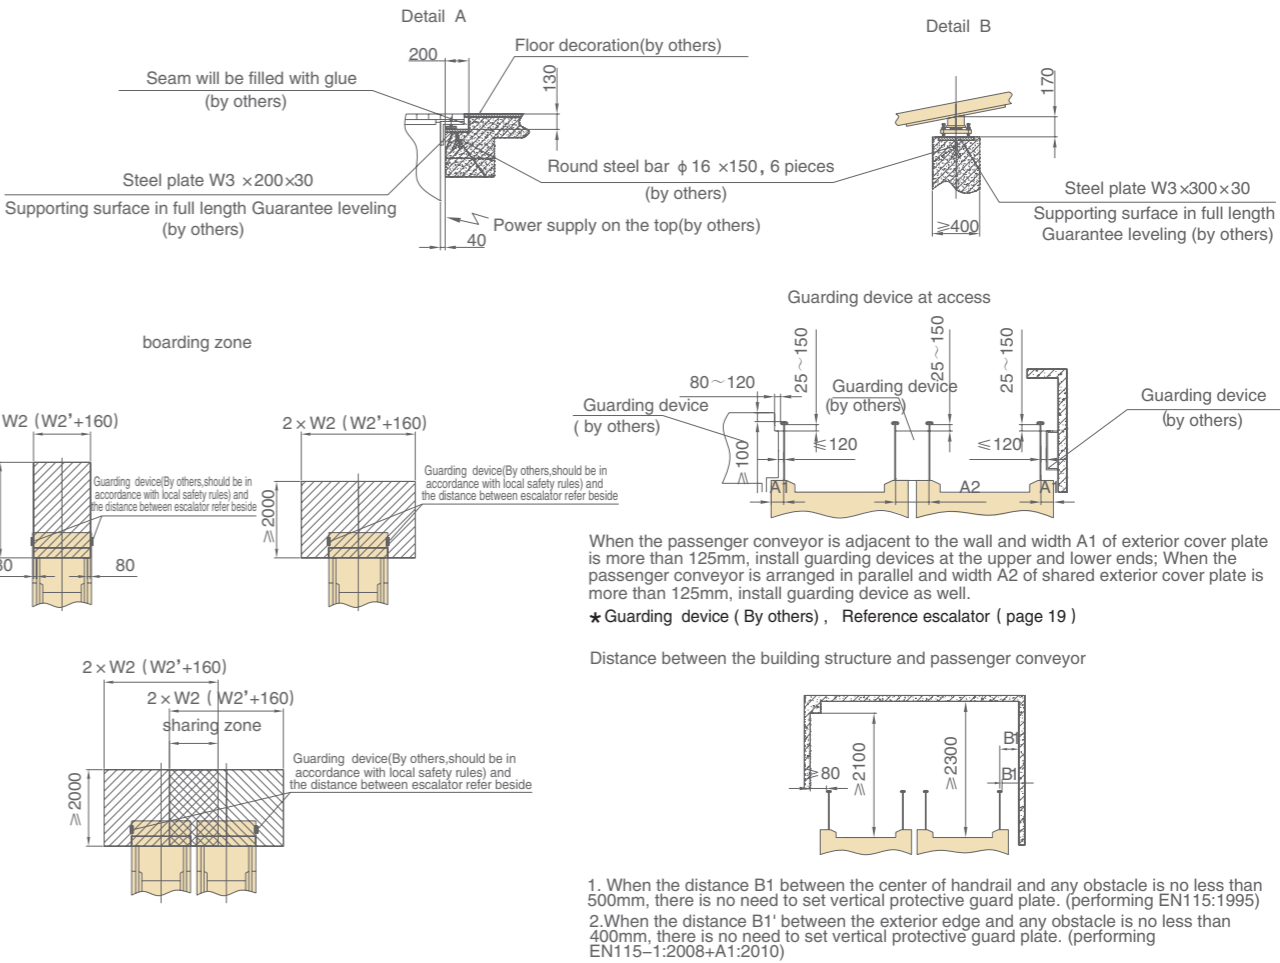 Detail A
Detail B
200
Floor decoration(by others)
130
170
Seam will be filled with glue
(by others)
Round steel bar ϕ 16 ×150, 6 pieces
(by others)
Steel plate W3 ×200×30
Supporting surface in full length Guarantee leveling
(by others)
Power supply on the top(by others)
40
Steel plate W3×300×30
Supporting surface in full length
Guarantee leveling (by others)
≥400
boarding zone
W2 (W2’+160)
Guarding device(By others,should be in
accordance with local safety rules) and
the distance between escalator refer beside
80
2×W2 (W2’+160)
≥2000
Guarding device(By others,should be in
accordance with local safety rules) and
the distance between escalator refer beside
2×W2 (W2’+160)
2×W2 (W2’+160)
sharing zone
≥2000
Guarding device(By others,should be in
accordance with local safety rules) and
the distance between escalator refer beside
Guarding device at access
80～120
25～150
25～150
25～150
Guarding device
( by others)
Guarding device
(by others)
Guarding device
(by others)
≥100
≤120
≤120
A1
A2
A1
When the passenger conveyor is adjacent to the wall and width A1 of exterior cover plate
is more than 125mm, install guarding devices at the upper and lower ends; When the
passenger conveyor is arranged in parallel and width A2 of shared exterior cover plate is
more than 125mm, install guarding device as well.
★Guarding device ( By others) , Reference escalator ( page 19 )
Distance between the building structure and passenger conveyor
≥80
≥2100
≥2300
B1
B1'
1. When the distance B1 between the center of handrail and any obstacle is no less than
500mm, there is no need to set vertical protective guard plate. (performing EN115:1995)
2.When the distance B1' between the exterior edge and any obstacle is no less than
400mm, there is no need to set vertical protective guard plate. (performing
EN115–1:2008+A1:2010)